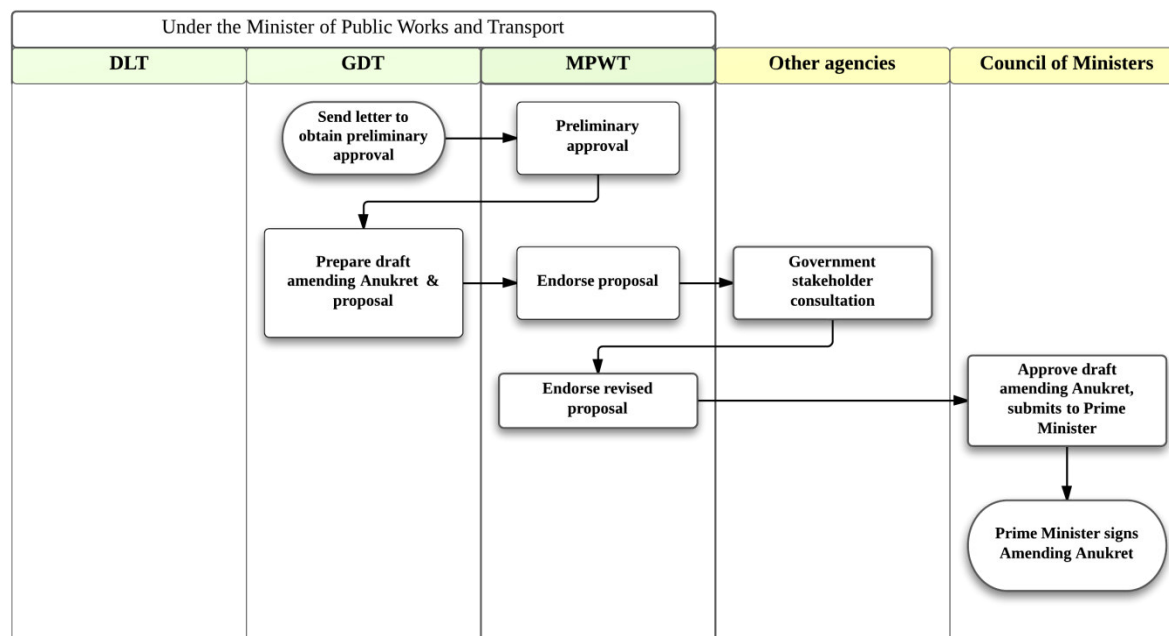 Under the Minister of Public Works and Transport
DLT
GDT
MPWT
Other agencies
Council of Ministers
Send letter to
obtain preliminary
approval
Preliminary
approval
Prepare draft
amending Anukret & 
proposal
Endorse proposal
Government
stakeholder
consultation
Endorse revised
proposal
Approve draft
amending Anukret,
submits to Prime
Minister
Prime Minister signs
Amending Anukret